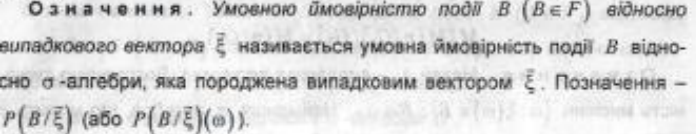 Означення. Умовною ймовірністю події B (B ∈ F) відносно
випадкового вектора ξ⃗ називається умовна ймовірність події B відно-
сно σ-алгебри, яка породжена випадковим вектором ξ⃗. Позначення –
P(B/ξ⃗) (або P(B/ξ⃗)(ω)).